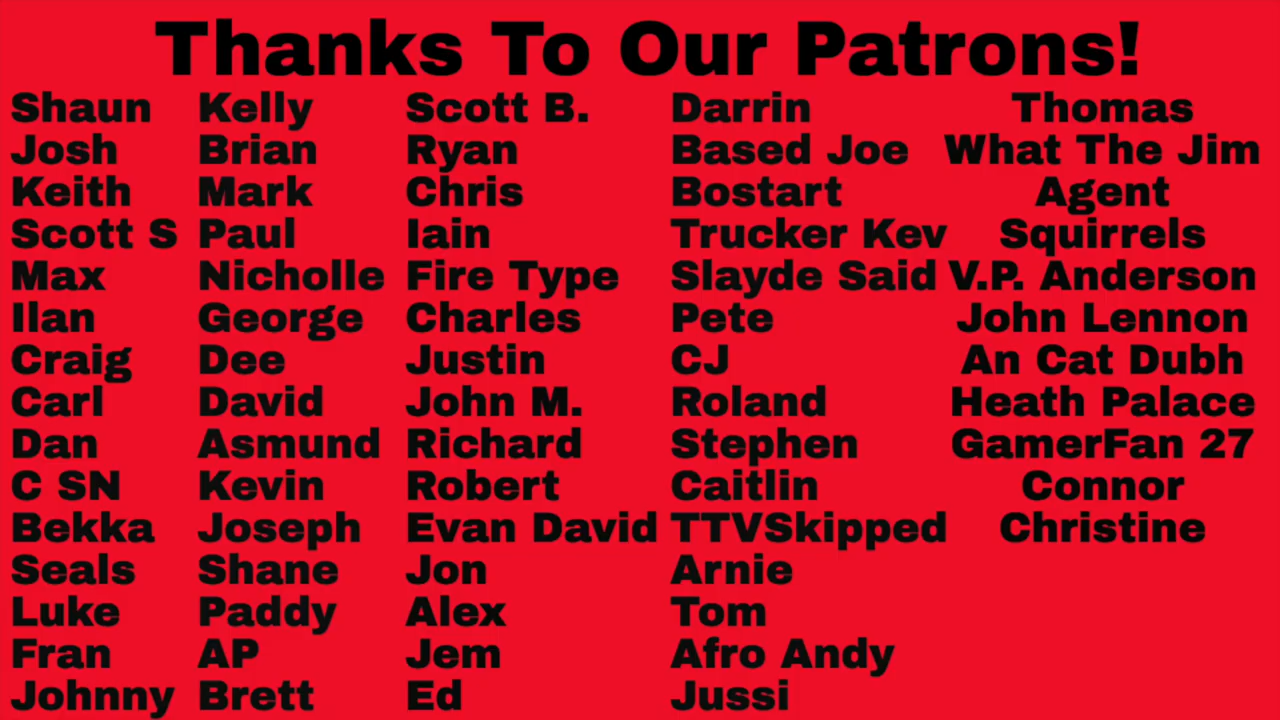 Thanks To Our Patrons!
Shaun
Josh
Keith
Scott S
Max
Ilan
Craig
Carl
Dan
C SN
Bekka
Seals
Luke
Fran
Johnny
Kelly
Brian
Mark
Paul
Nicholle
George
Dee
David
Asmund
Kevin
Joseph
Shane
Paddy
AP
Brett
Scott B.
Ryan
Chris
Iain
Fire Type
Charles
Justin
John M.
Richard
Robert
Evan David
Jon
Alex
Jem
Ed
Darrin
Based Joe
Bostart
Trucker Kev
Slayde Said
Pete
CJ
Roland
Stephen
Caitlin
TTVSkipped
Arnie
Tom
Afro Andy
Jussi
Thomas
What The Jim
Agent
Squirrels
V.P. Anderson
John Lennon
An Cat Dubh
Heath Palace
GamerFan 27
Connor
Christine